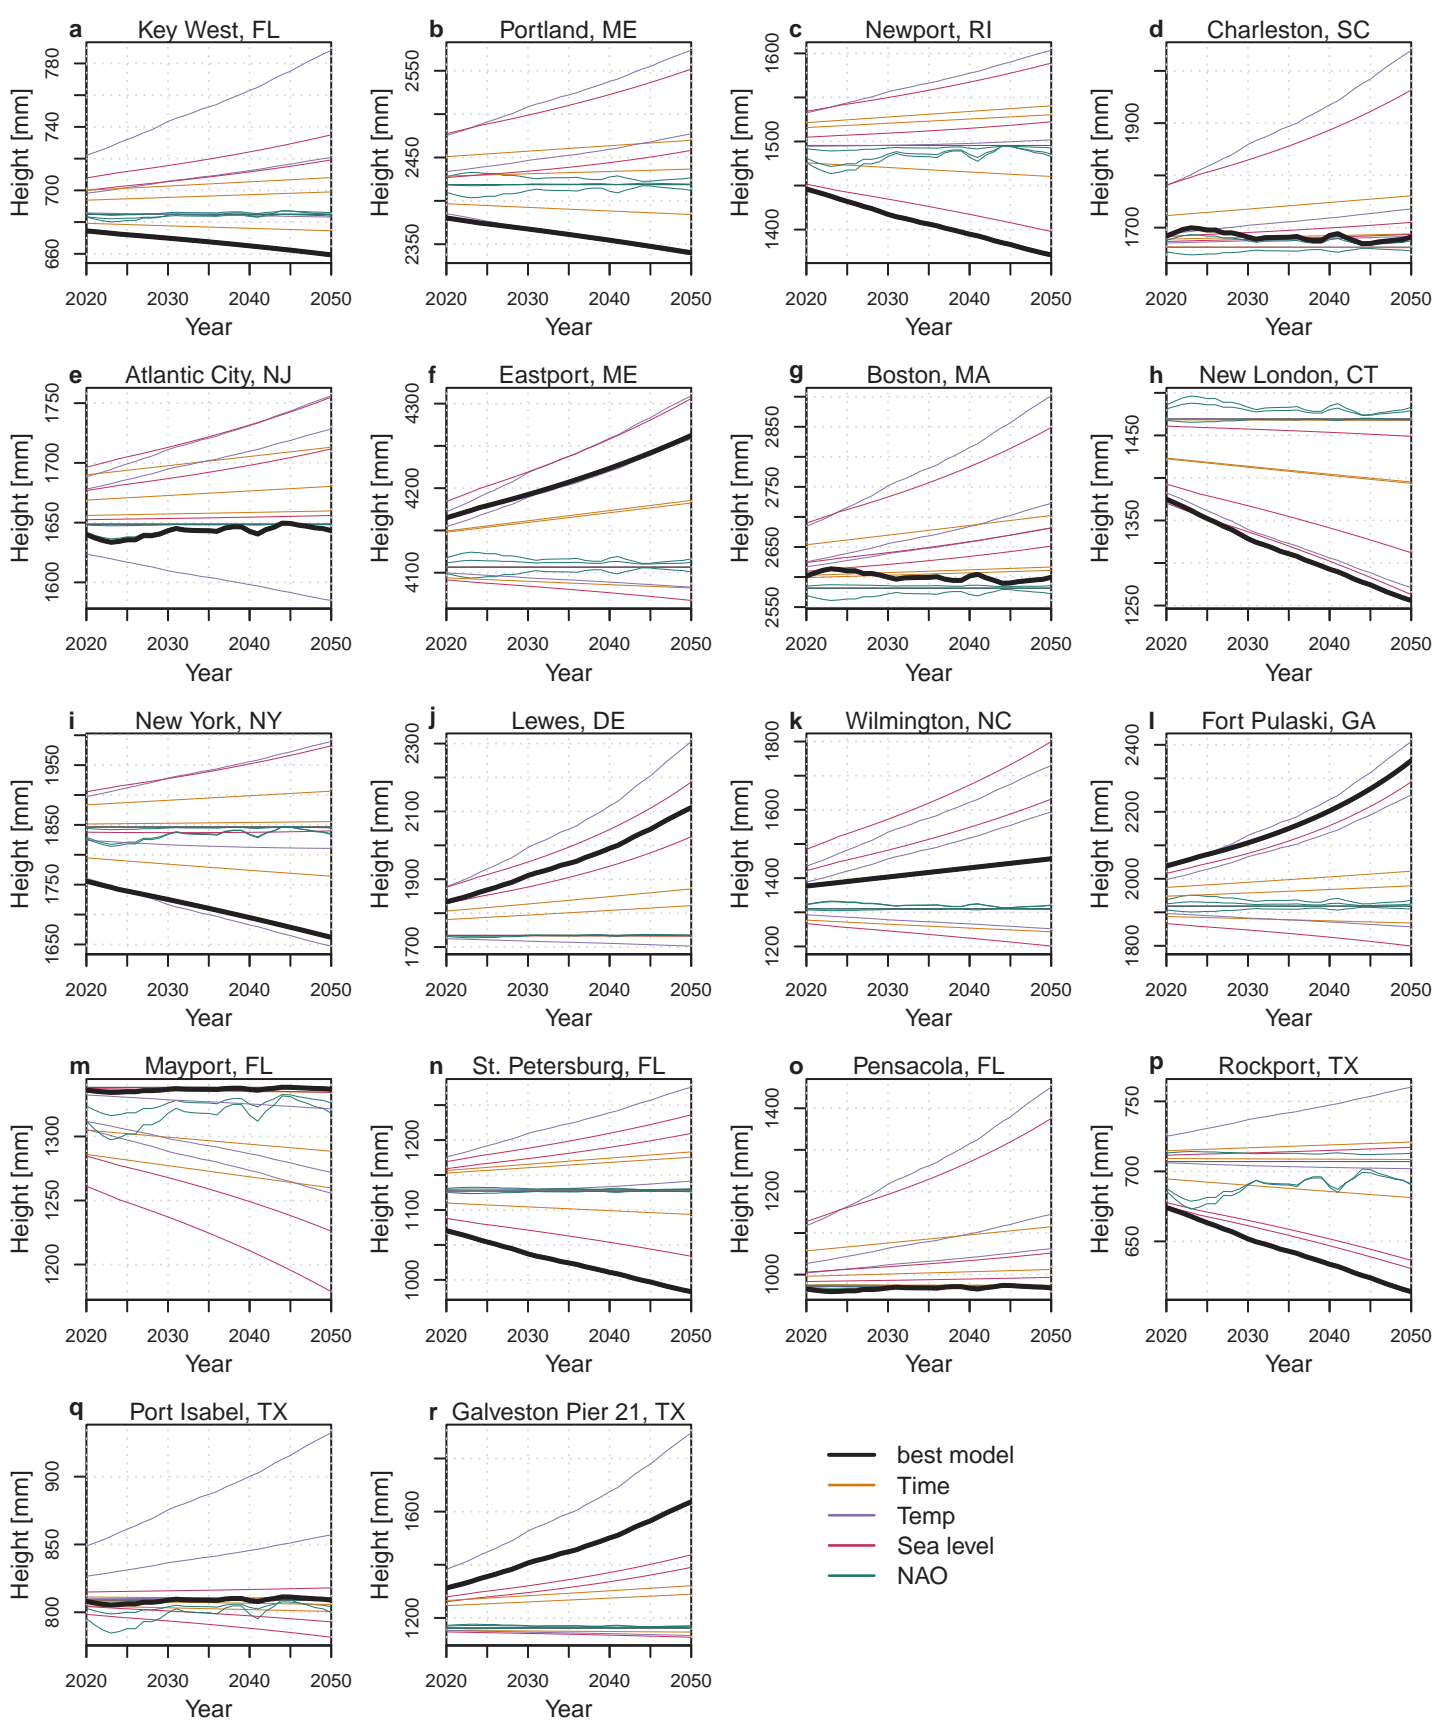 a Key West, FL
b Portland, ME
c Newport, RI
d Charleston, SC
Height [mm]
660 700 740 780
Height [mm]
2350 2450 2550
Height [mm]
1400 1500 1600
Height [mm]
1700 1900
2020 2030 2040 2050
2020 2030 2040 2050
2020 2030 2040 2050
2020 2030 2040 2050
Year
Year
Year
Year
e Atlantic City, NJ
f Eastport, ME
g Boston, MA
h New London, CT
Height [mm]
1600 1650 1700 1750
Height [mm]
4100 4200 4300
Height [mm]
2550 2650 2750 2850
Height [mm]
1250 1350 1450
2020 2030 2040 2050
2020 2030 2040 2050
2020 2030 2040 2050
2020 2030 2040 2050
Year
Year
Year
Year
i New York, NY
j Lewes, DE
k Wilmington, NC
l Fort Pulaski, GA
Height [mm]
1650 1750 1850 1950
Height [mm]
1700 1900 2100 2300
Height [mm]
1200 1400 1600 1800
Height [mm]
1800 2000 2200 2400
2020 2030 2040 2050
2020 2030 2040 2050
2020 2030 2040 2050
2020 2030 2040 2050
Year
Year
Year
Year
m Mayport, FL
n St. Petersburg, FL
o Pensacola, FL
p Rockport, TX
Height [mm]
1200 1250 1300
Height [mm]
1000 1100 1200
Height [mm]
1000 1200 1400
Height [mm]
650 700 750
2020 2030 2040 2050
2020 2030 2040 2050
2020 2030 2040 2050
2020 2030 2040 2050
Year
Year
Year
Year
q Port Isabel, TX
r Galveston Pier 21, TX
Height [mm]
800 850 900
Height [mm]
1200 1600
2020 2030 2040 2050
2020 2030 2040 2050
Year
Year
best model
Time
Temp
Sea level
NAO